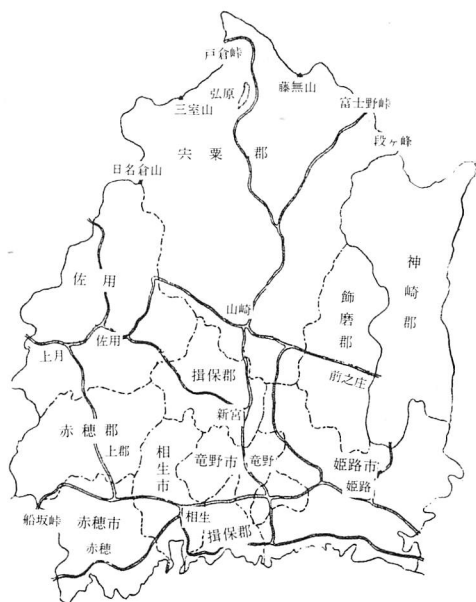 戸倉峠
弘原
藤無山
三室山
富士野峠
宍粟郡
段ヶ峰
日名倉山
神崎郡
佐用
飾磨郡
山崎
佐用
上月
揖保郡
前之庄
新宮
赤穂郡
上郡
相生市
竜野市
竜野
姫路市
姫路
船坂峠
赤穂市
相生
赤穂
揖保郡